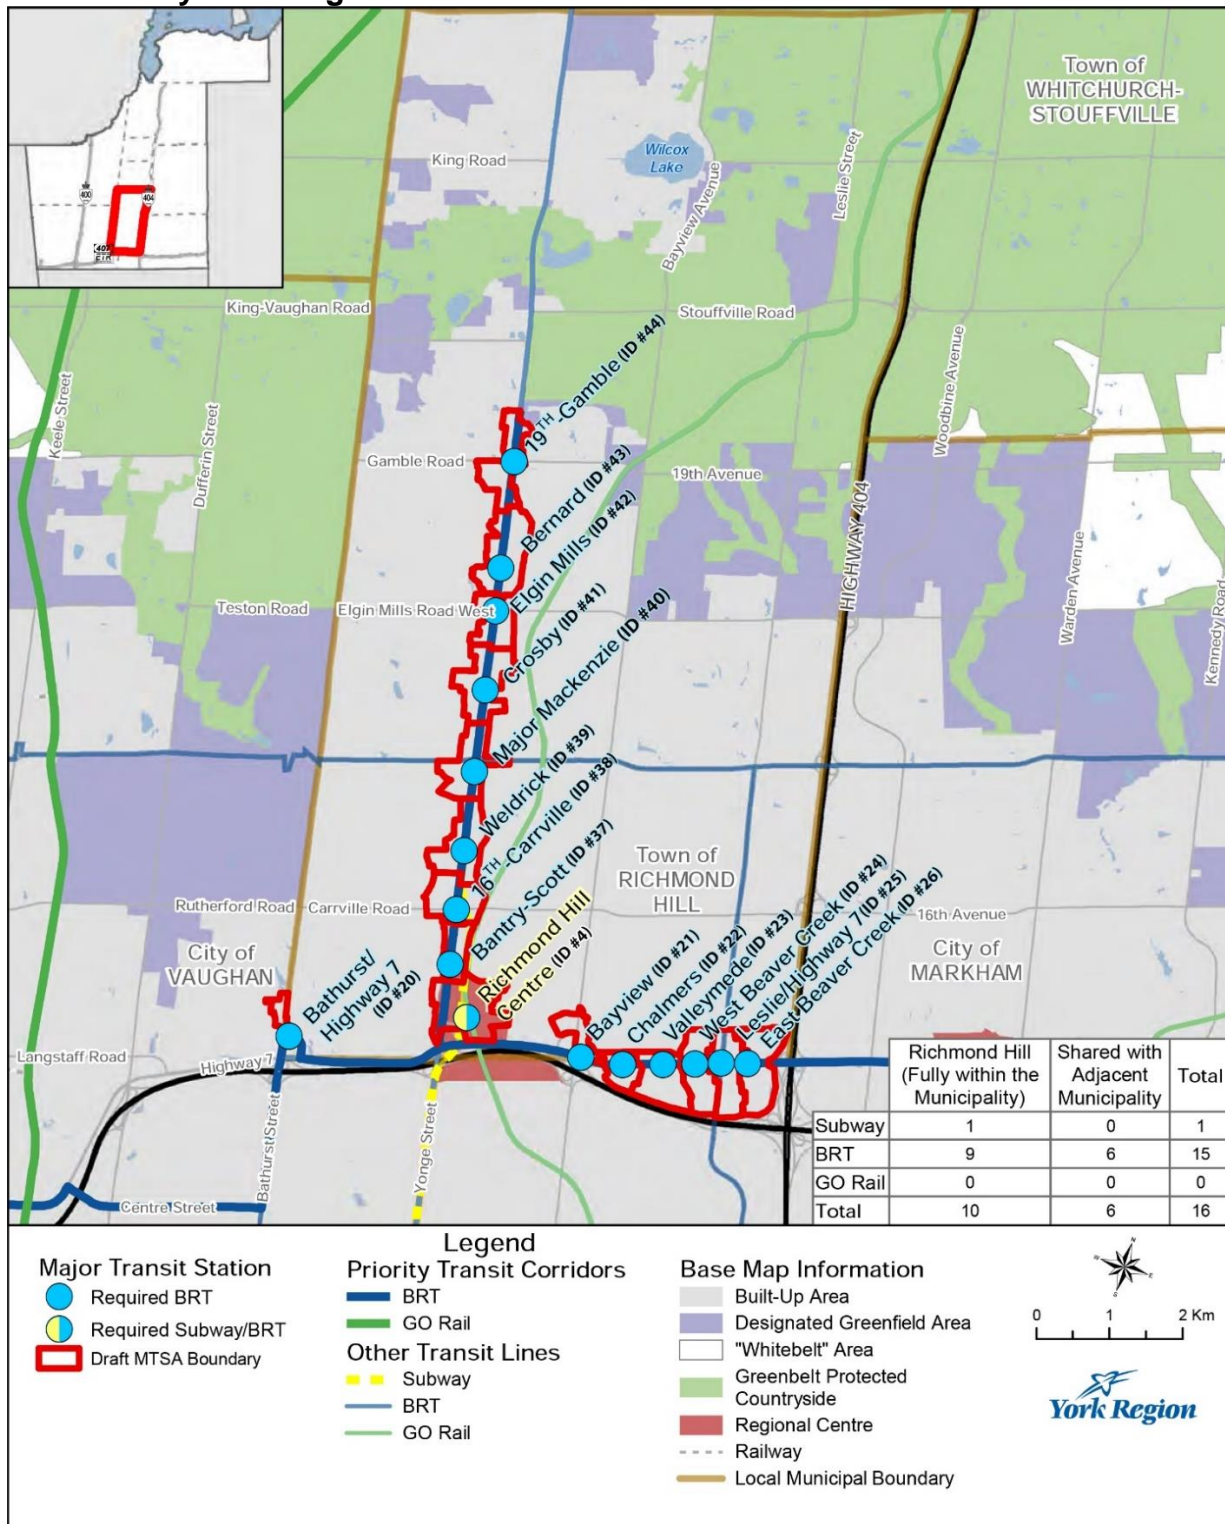 Town of
WHITCHURCH-
STOUFFVILLE
400
404
407
ETR
King Road
Wilcox
Lake
Bayview Avenue
Leslie Street
King-Vaughan Road
Stouffville Road
Keele Street
Dufferin Street
Woodbine Avenue
19TH-Gamble (ID #44)
Gamble Road
19th Avenue
Bernard (ID #43)
Elgin Mills (ID #42)
HIGHWAY 404
Warden Avenue
Kennedy Road
Teston Road
Elgin Mills Road West
Crosby (ID #41)
Major Mackenzie (ID #40)
Weldrick (ID #39)
16TH-Carrville (ID #38)
Bantry-Scott (ID #37)
Town of
RICHMOND
HILL
Rutherford Road
Carrville Road
16th Avenue
City of
VAUGHAN
City of
MARKHAM
Richmond Hill
Centre (ID #4)
Bathurst/
Highway 7
(ID #20)
Bayview (ID #21)
Chalmers (ID #22)
Valleymede (ID #23)
West Beaver Creek (ID #24)
Leslie/Highway 7 (ID #25)
East Beaver Creek (ID #26)
Langstaff Road
Highway 7
Bathurst Street
Yonge Street
Centre Street
Richmond Hill (Fully within the Municipality) Shared with Adjacent Municipality Total
Subway 1 0 1
BRT 9 6 15
GO Rail 0 0 0
Total 10 6 16
Legend
Major Transit Station
Required BRT
Required Subway/BRT
Draft MTSA Boundary
Priority Transit Corridors
BRT
GO Rail
Other Transit Lines
Subway
BRT
GO Rail
Base Map Information
Built-Up Area
Designated Greenfield Area
"Whitebelt" Area
Greenbelt Protected
Countryside
Regional Centre
Railway
Local Municipal Boundary
N
E
S
W
0 1 2 Km
York Region